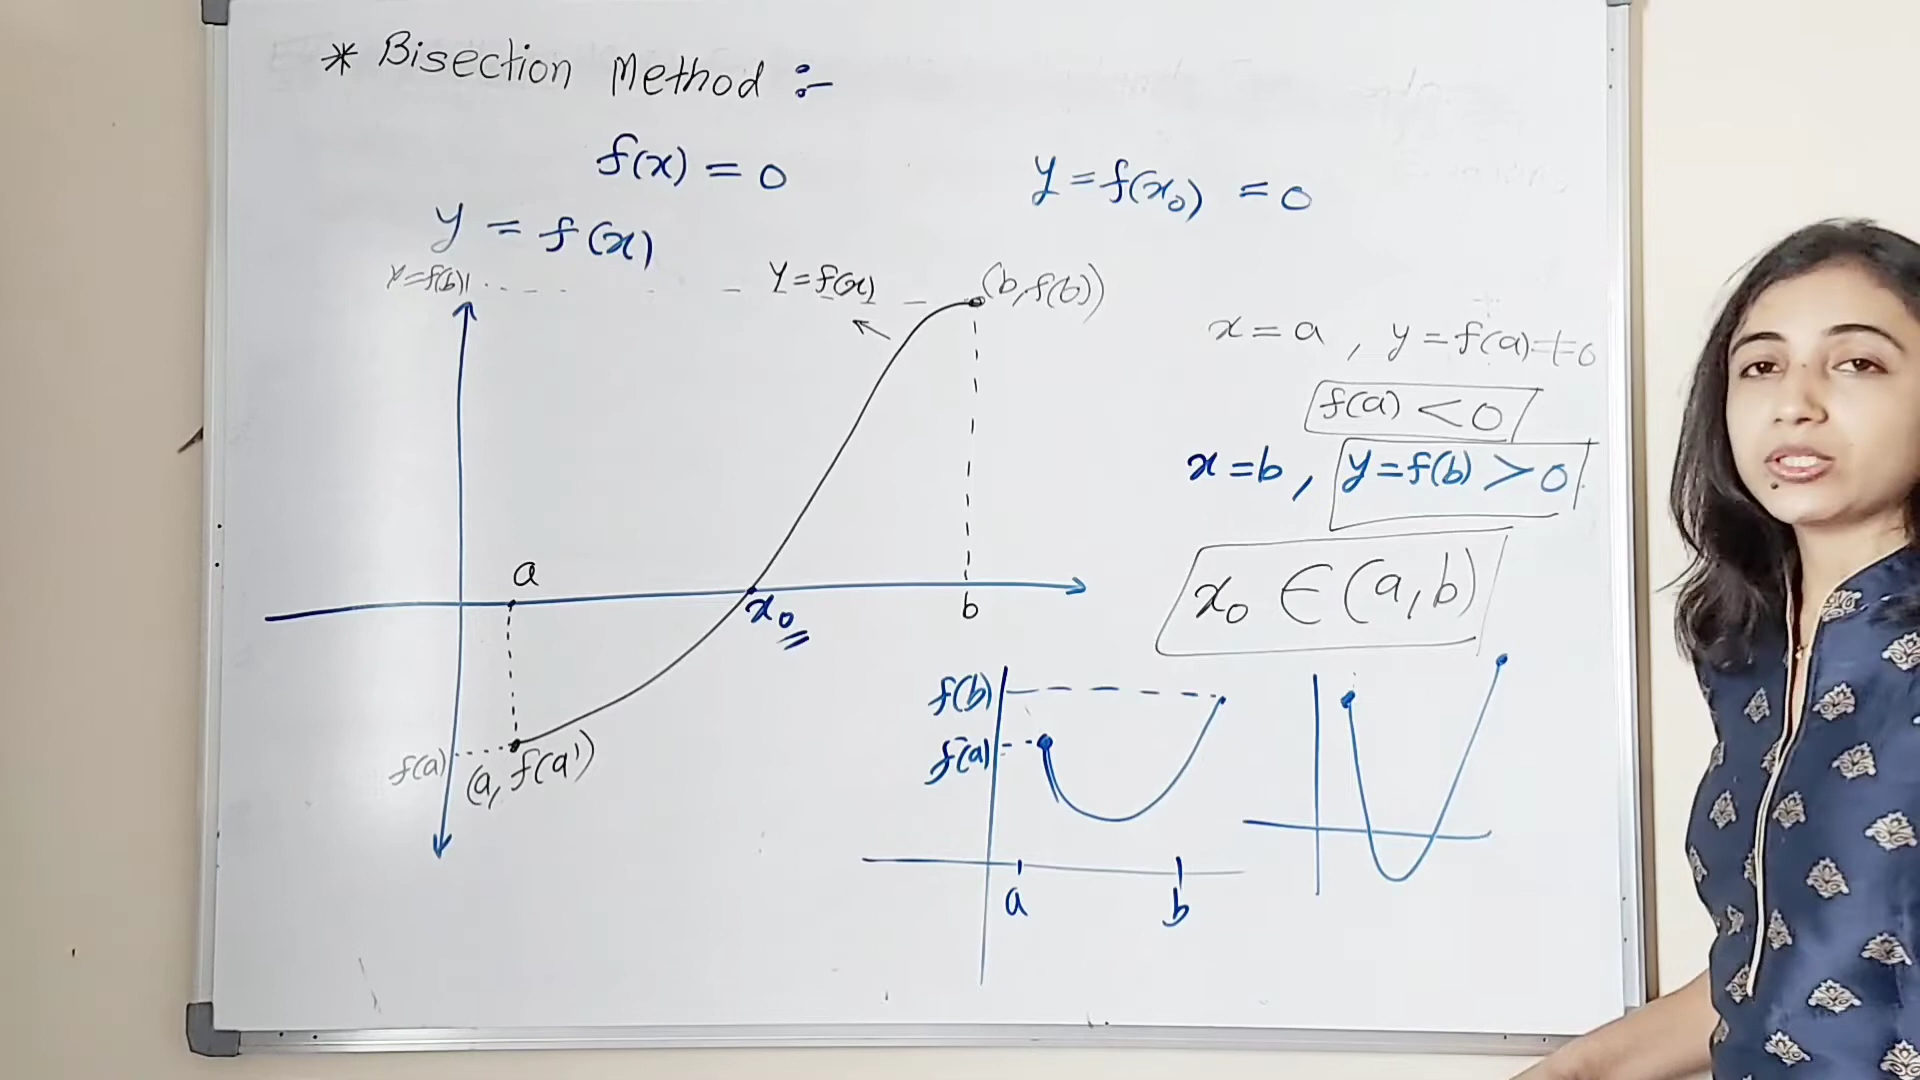 * Bisection Method :-
f(x) = 0
y = f(x₀) = 0
y = f(x)
y=f(b)
y=f(x)
(b, f(b))
x = a , y = f(a) ≠ 0
f(a) < 0
x = b , y = f(b) > 0
a
x₀
b
x₀ ∈ (a, b)
f(a)
(a, f(a))
f(b)
f(a)
a
b